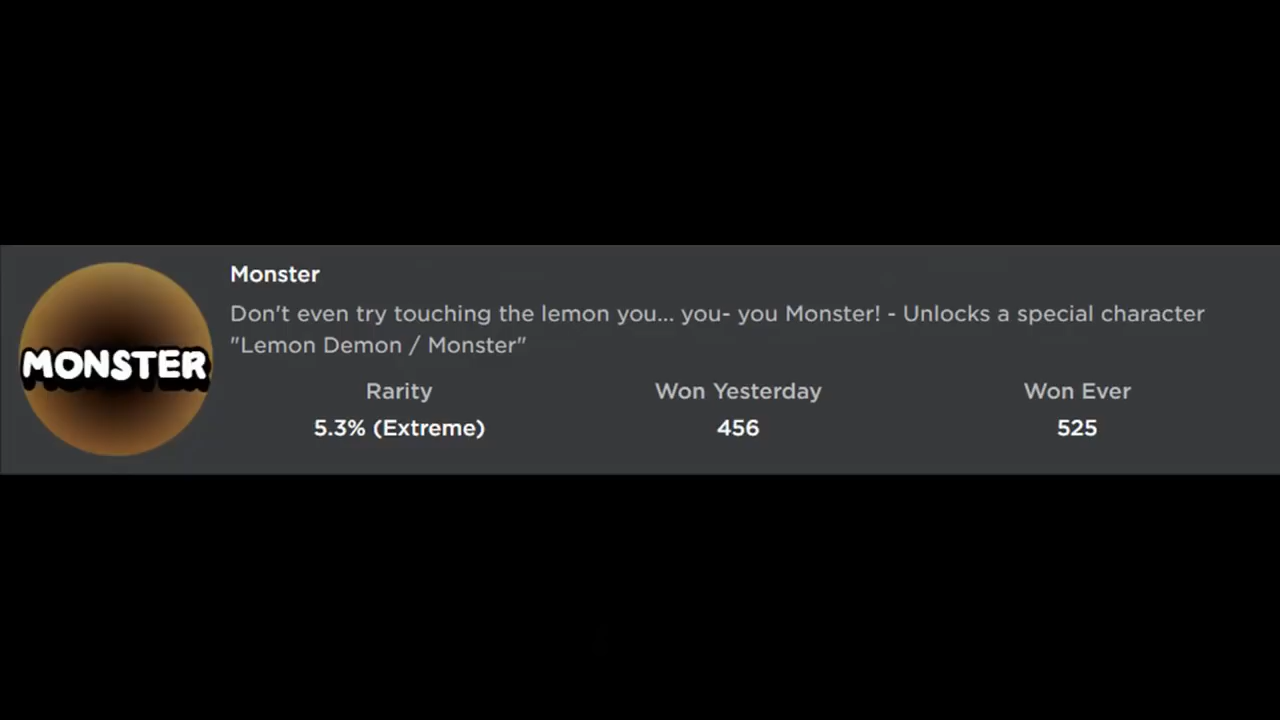 Monster
Don't even try touching the lemon you... you- you Monster! - Unlocks a special character
"Lemon Demon / Monster"
MONSTER
Rarity Won Yesterday Won Ever
5.3% (Extreme) 456 525